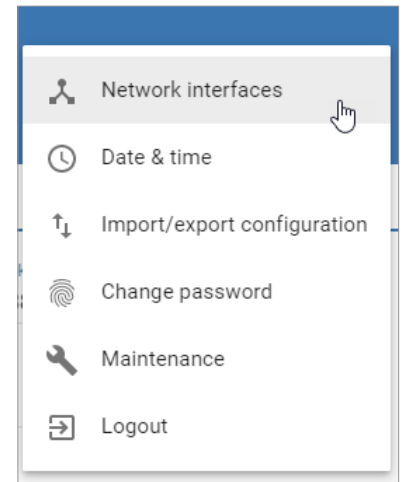 Network interfaces
Date & time
Import/export configuration
Change password
Maintenance
Logout